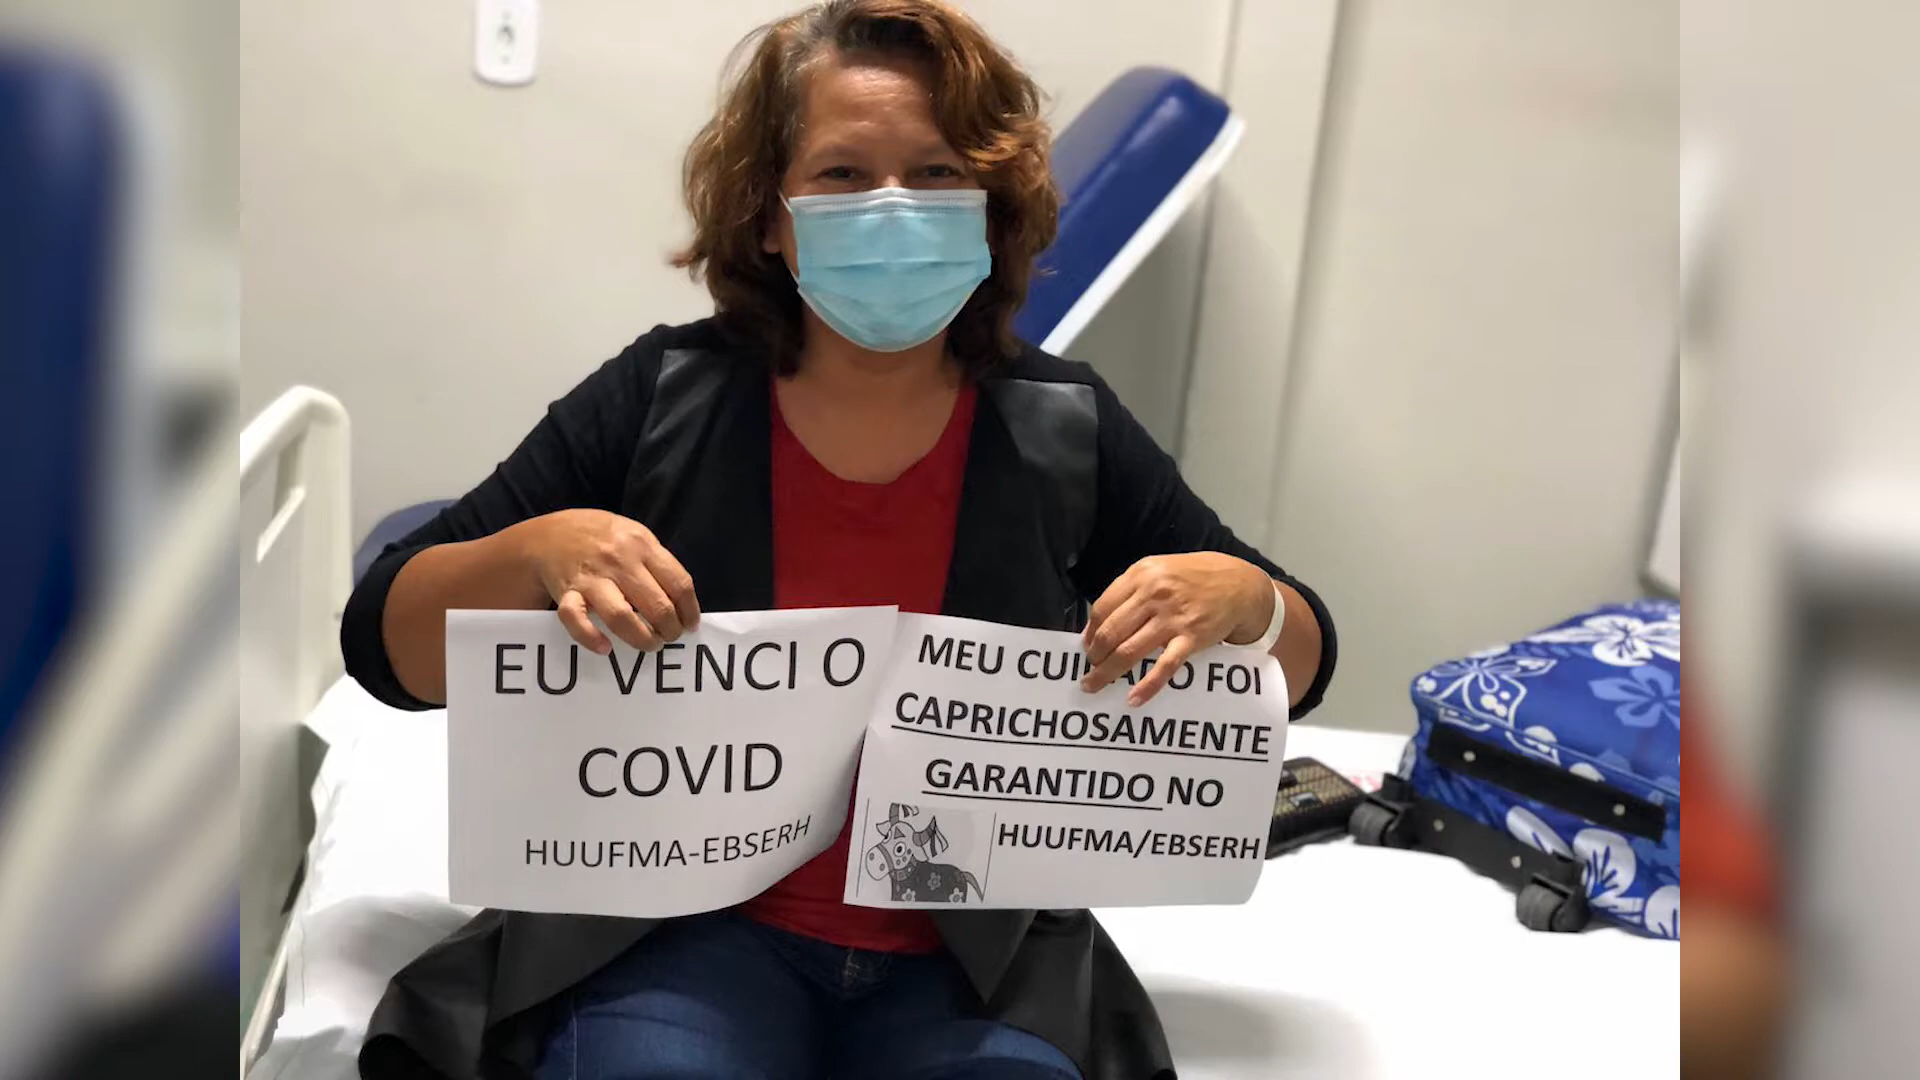 EU VENCI O
COVID
HUUFMA-EBSERH
MEU CUIDADO FOI
CAPRICHOSAMENTE
GARANTIDO NO
HUUFMA/EBSERH